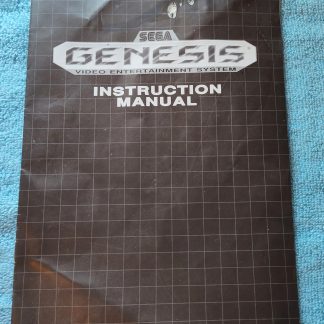 SEGA
GENESIS
VIDEO ENTERTAINMENT SYSTEM
INSTRUCTION
MANUAL